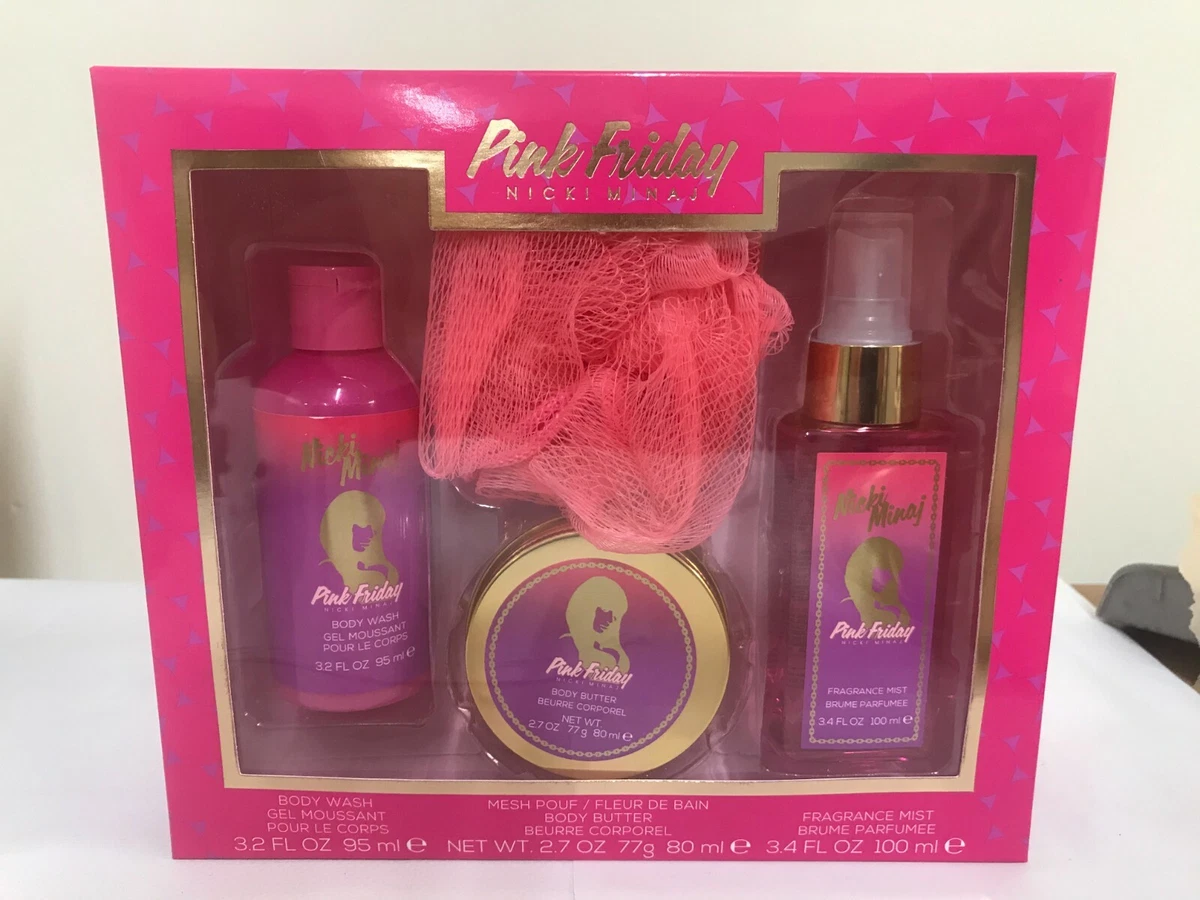 Pink Friday
NICKI MINAJ
Nicki
Minaj
Pink Friday
NICKI MINAJ
BODY WASH
GEL MOUSSANT
POUR LE CORPS
3.2 FL OZ 95 ml ℮
Pink Friday
NICKI MINAJ
BODY BUTTER
BEURRE CORPOREL
NET WT.
2.7 OZ 77g 80 ml ℮
Nicki
Minaj
Pink Friday
NICKI MINAJ
FRAGRANCE MIST
BRUME PARFUMEE
3.4 FL OZ 100 ml ℮
BODY WASH
GEL MOUSSANT
POUR LE CORPS
3.2 FL OZ 95 ml ℮
MESH POUF / FLEUR DE BAIN
BODY BUTTER
BEURRE CORPOREL
NET WT. 2.7 OZ 77g 80 ml ℮
FRAGRANCE MIST
BRUME PARFUMEE
3.4 FL OZ 100 ml ℮